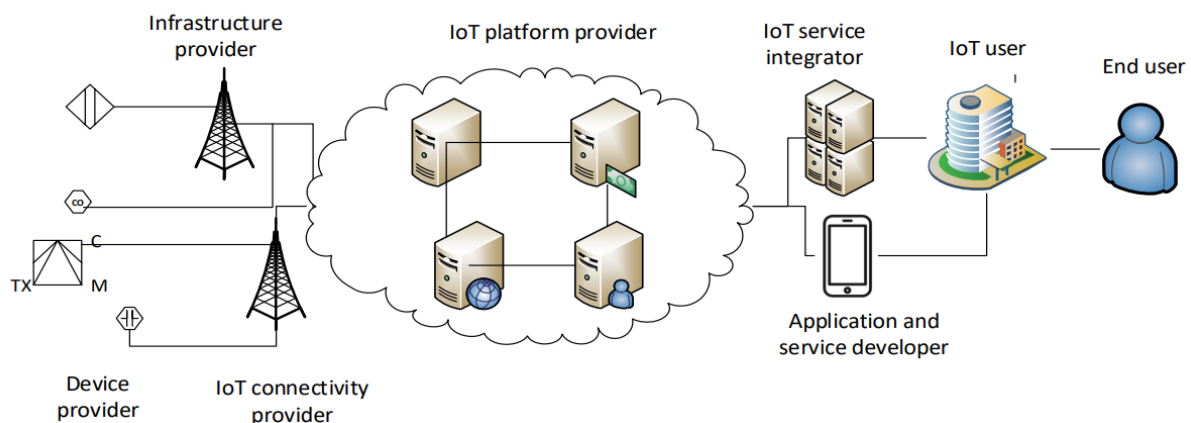 Infrastructure
provider
IoT platform provider
IoT service
integrator
IoT user
End user
CO
C
TX
M
Application and
service developer
Device
provider
IoT connectivity
provider